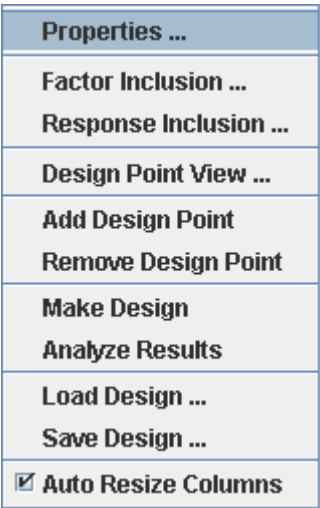 Properties ...
Factor Inclusion ...
Response Inclusion ...
Design Point View ...
Add Design Point
Remove Design Point
Make Design
Analyze Results
Load Design ...
Save Design ...
Auto Resize Columns